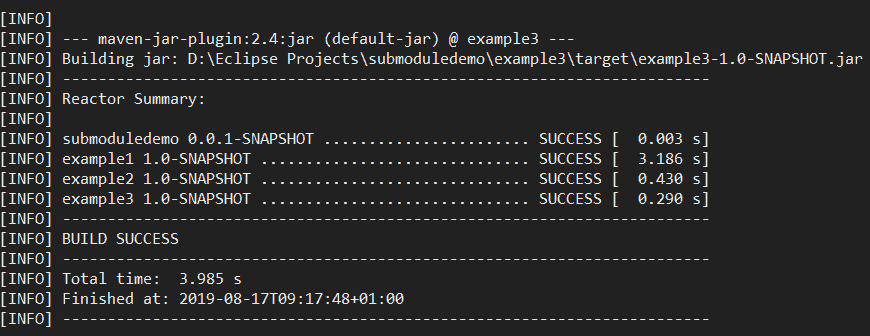 [INFO]
[INFO] --- maven-jar-plugin:2.4:jar (default-jar) @ example3 ---
[INFO] Building jar: D:\Eclipse Projects\submoduledemo\example3\target\example3-1.0-SNAPSHOT.jar
[INFO] ------------------------------------------------------------------------
[INFO] Reactor Summary:
[INFO]
[INFO] submoduledemo 0.0.1-SNAPSHOT ....................... SUCCESS [  0.003 s]
[INFO] example1 1.0-SNAPSHOT .............................. SUCCESS [  3.186 s]
[INFO] example2 1.0-SNAPSHOT .............................. SUCCESS [  0.430 s]
[INFO] example3 1.0-SNAPSHOT .............................. SUCCESS [  0.290 s]
[INFO] ------------------------------------------------------------------------
[INFO] BUILD SUCCESS
[INFO] ------------------------------------------------------------------------
[INFO] Total time:  3.985 s
[INFO] Finished at: 2019-08-17T09:17:48+01:00
[INFO] ------------------------------------------------------------------------